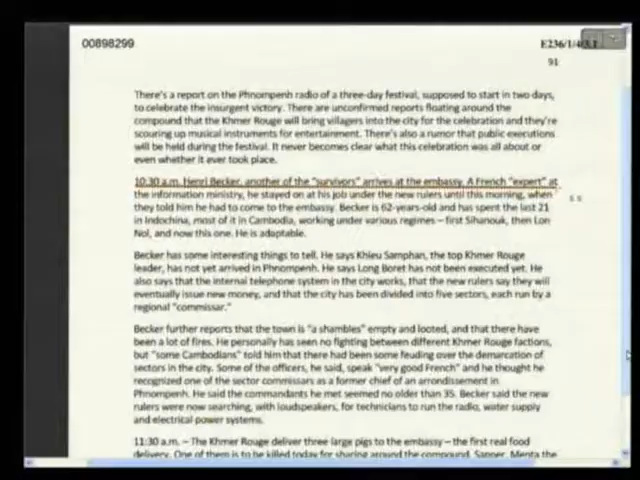 00898299
91
There's a report on the Phnompenh radio of a three-day festival, supposed to start in two days,
to celebrate the insurgent victory. There are unconfirmed reports floating around the
compound that the Khmer Rouge will bring villagers into the city for the celebration and they're
scouring up musical instruments for entertainment. There's also a rumor that public executions
will be held during the festival. It never becomes clear what this celebration was all about or
even whether it ever took place.
10:30 a.m. Henri Becker, another of the "survivors" arrives at the embassy. A French "expert" at
the information ministry, he stayed on at his job under the new rulers until this morning, when
they told him he had to come to the embassy. Becker is 62-years-old and has spent the last 21
in Indochina, most of it in Cambodia, working under various regimes – first Sihanouk, then Lon
Nol, and now this one. He is adaptable.
Becker has some interesting things to tell. He says Khieu Samphan, the top Khmer Rouge
leader, has not yet arrived in Phnompenh. He says Long Boret has not been executed yet. He
also says that the internal telephone system in the city works, that the new rulers say they will
eventually issue new money, and that the city has been divided into five sectors, each run by a
regional "commissar."
Becker further reports that the town is "a shambles" empty and looted, and that there have
been a lot of fires. He personally has seen no fighting between different Khmer Rouge factions,
but "some Cambodians" told him that there had been some feuding over the demarcation of
sectors in the city. Some of the officers, he said, speak "very good French" and he thought he
recognized one of the sector commissars as a former chief of an arrondissement in
Phnompenh. He said the commandants he met seemed no older than 35. Becker said the new
rulers were now searching, with loudspeakers, for technicians to run the radio, water supply
and electrical power systems.
11:30 a.m. – The Khmer Rouge deliver three large pigs to the embassy – the first real food
delivery. One of them is to be killed today for sharing around the compound. Sapper, Menta the